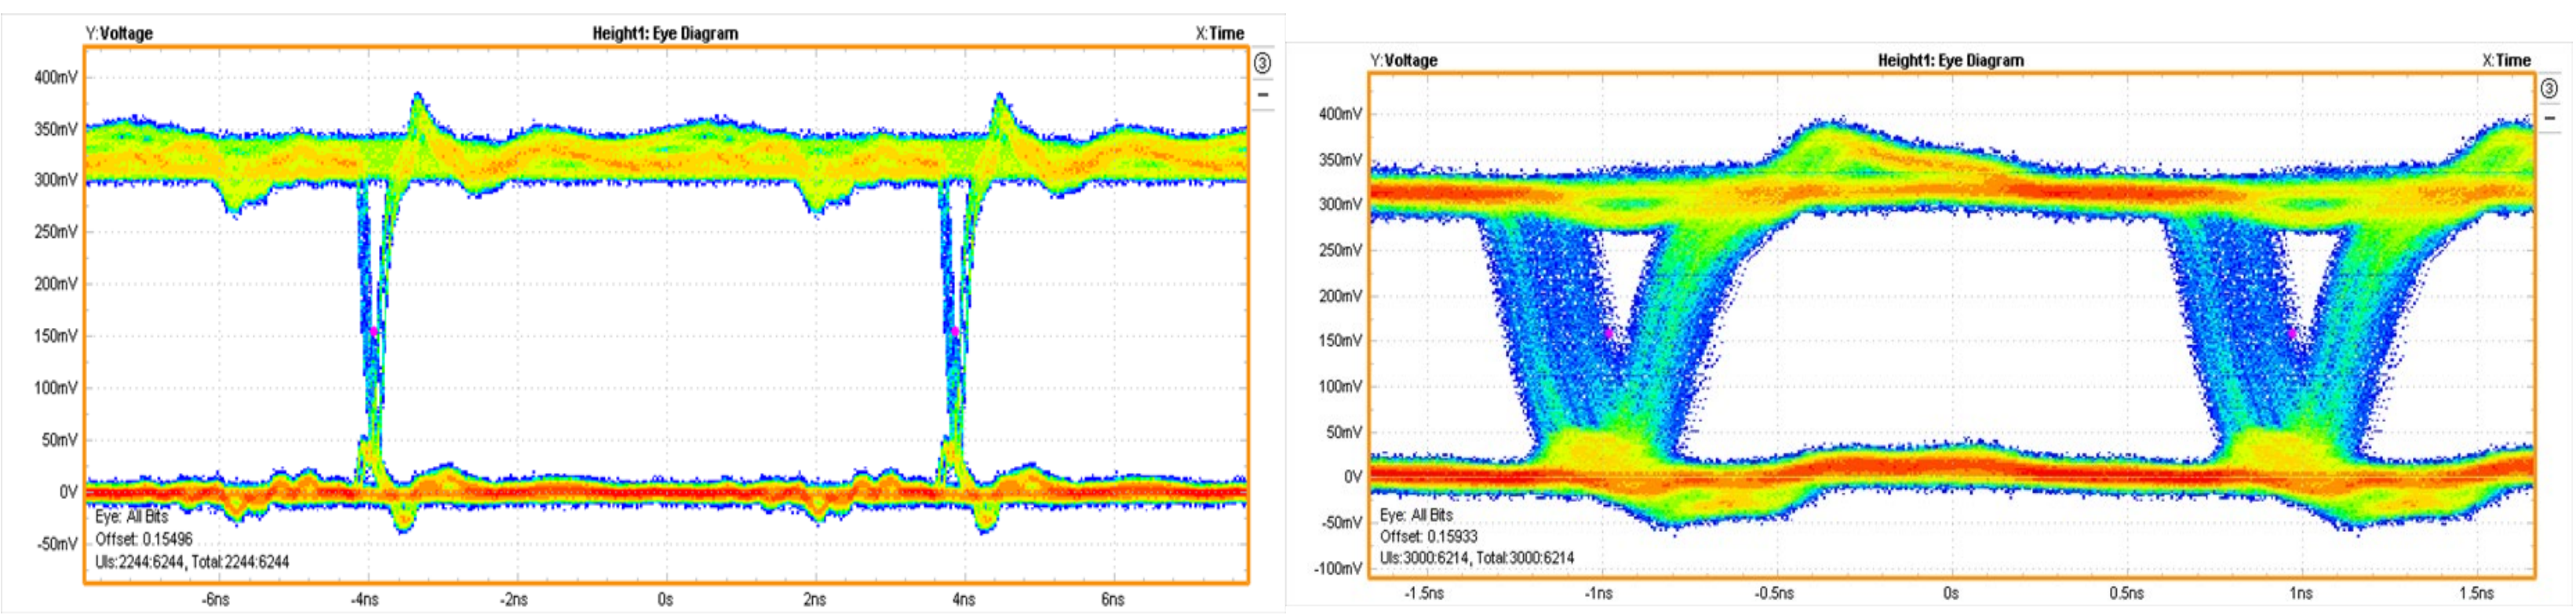 Y:Voltage Height1: Eye Diagram X:Time
3
400mV
350mV
300mV
250mV
200mV
150mV
100mV
50mV
0V
-50mV
Eye: All Bits
Offset: 0.15496
UIs:2244:6244, Total:2244:6244
-6ns -4ns -2ns 0s 2ns 4ns 6ns
Y:Voltage Height1: Eye Diagram X:Time
3
400mV
350mV
300mV
250mV
200mV
150mV
100mV
50mV
0V
-50mV
-100mV
Eye: All Bits
Offset: 0.15933
UIs:3000:6214, Total:3000:6214
-1.5ns -1ns -0.5ns 0s 0.5ns 1ns 1.5ns